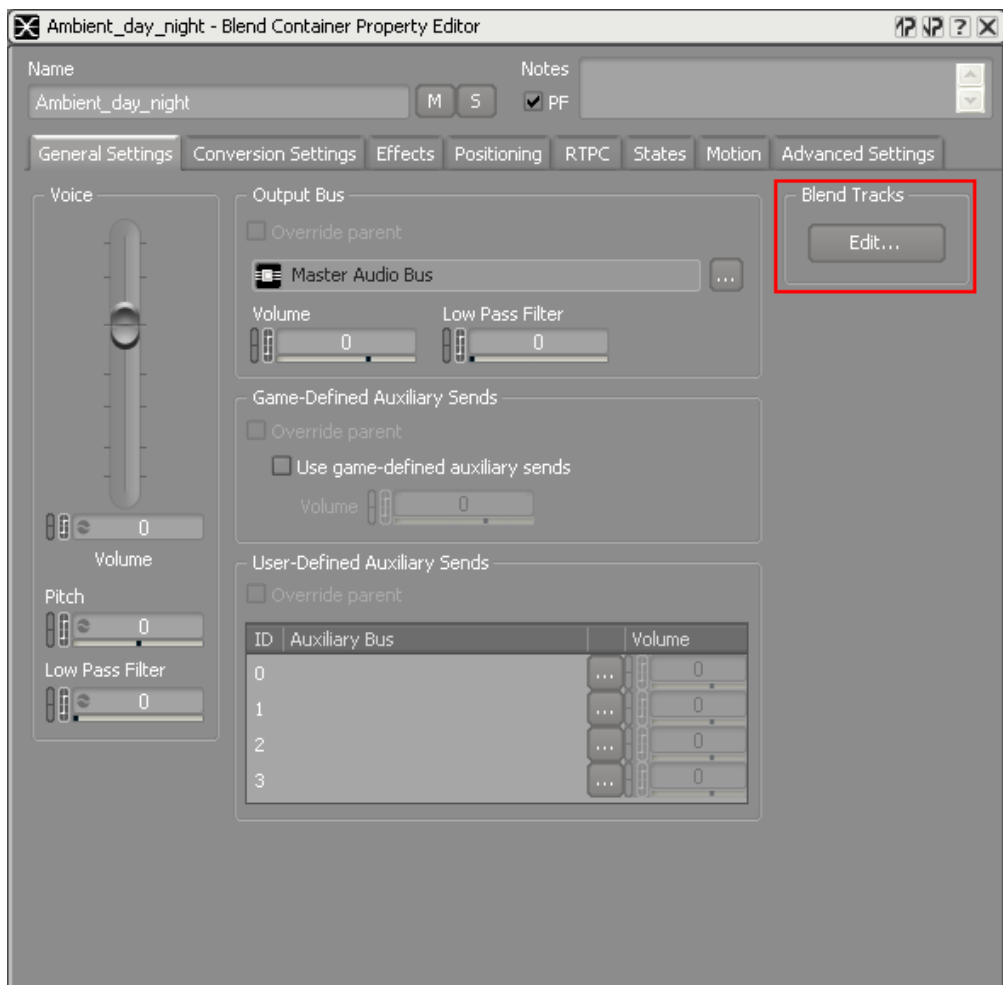 Ambient_day_night - Blend Container Property Editor
Name
Notes
Ambient_day_night
M
S
PF
General Settings
Conversion Settings
Effects
Positioning
RTPC
States
Motion
Advanced Settings
Voice
0
Volume
Pitch
0
Low Pass Filter
0
Output Bus
Override parent
Master Audio Bus
...
Volume
Low Pass Filter
0
0
Game-Defined Auxiliary Sends
Override parent
Use game-defined auxiliary sends
Volume
0
User-Defined Auxiliary Sends
Override parent
ID
Auxiliary Bus
Volume
0
...
0
1
...
0
2
...
0
3
...
0
Blend Tracks
Edit...